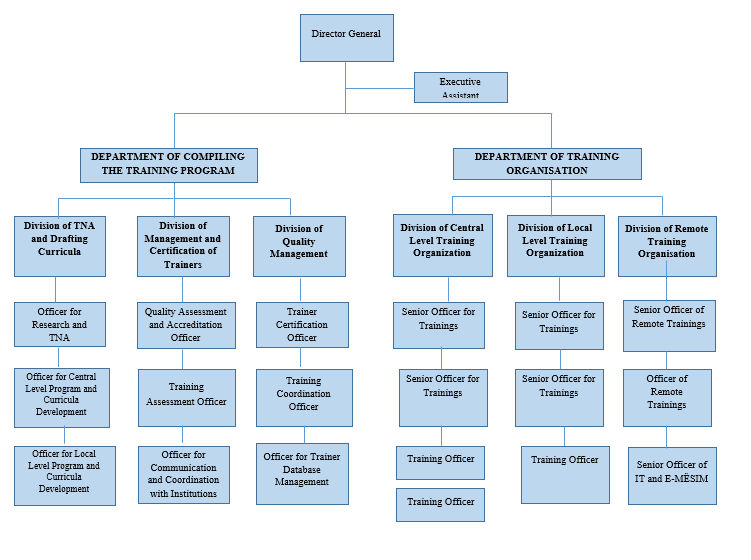 Director General
Executive
Assistant
DEPARTMENT OF COMPILING
THE TRAINING PROGRAM
DEPARTMENT OF TRAINING
ORGANISATION
Division of TNA
and Drafting
Curricula
Division of
Management and
Certification of
Trainers
Division of
Quality
Management
Division of Central
Level Training
Organization
Division of Local
Level Training
Organization
Division of Remote
Training
Organisation
Officer for
Research and
TNA
Quality Assessment
and Accreditation
Officer
Trainer
Certification
Officer
Senior Officer for
Trainings
Senior Officer for
Trainings
Senior Officer of
Remote Trainings
Officer for Central
Level Program and
Curricula
Development
Training
Assessment Officer
Training
Coordination
Officer
Senior Officer for
Trainings
Senior Officer for
Trainings
Officer of
Remote
Trainings
Officer for Local
Level Program and
Curricula
Development
Officer for
Communication
and Coordination
with Institutions
Officer for Trainer
Database
Management
Training Officer
Training Officer
Senior Officer of
IT and E-MËSIM
Training Officer